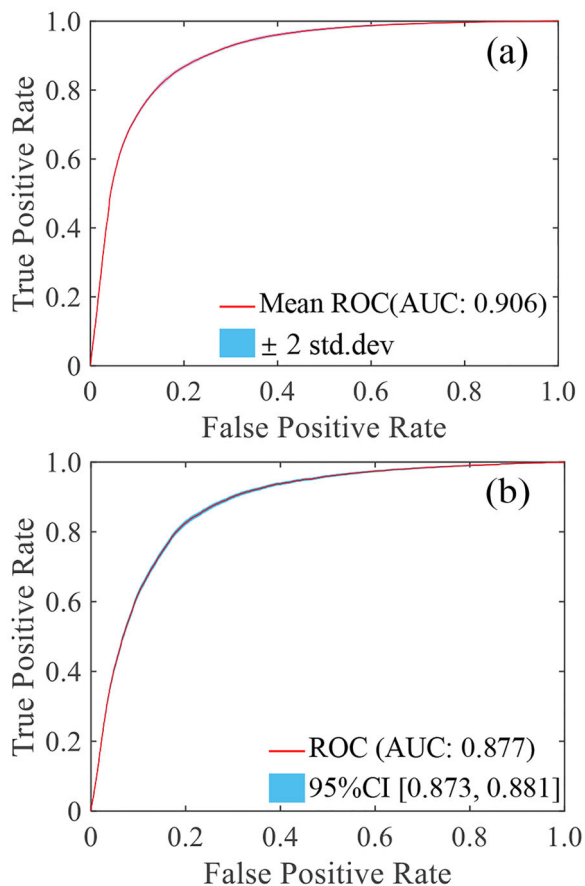 1.0
(a)
0.8
0.6
0.4
0.2
0
True Positive Rate
Mean ROC(AUC: 0.906)
± 2 std.dev
0 0.2 0.4 0.6 0.8 1.0
False Positive Rate
1.0
(b)
0.8
0.6
0.4
0.2
0
True Positive Rate
ROC (AUC: 0.877)
95%CI [0.873, 0.881]
0 0.2 0.4 0.6 0.8 1.0
False Positive Rate